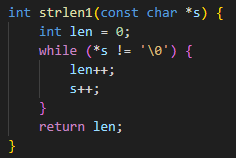 int strlen1(const char *s) {
    int len = 0;
    while (*s != '\0') {
        len++;
        s++;
    }
    return len;
}